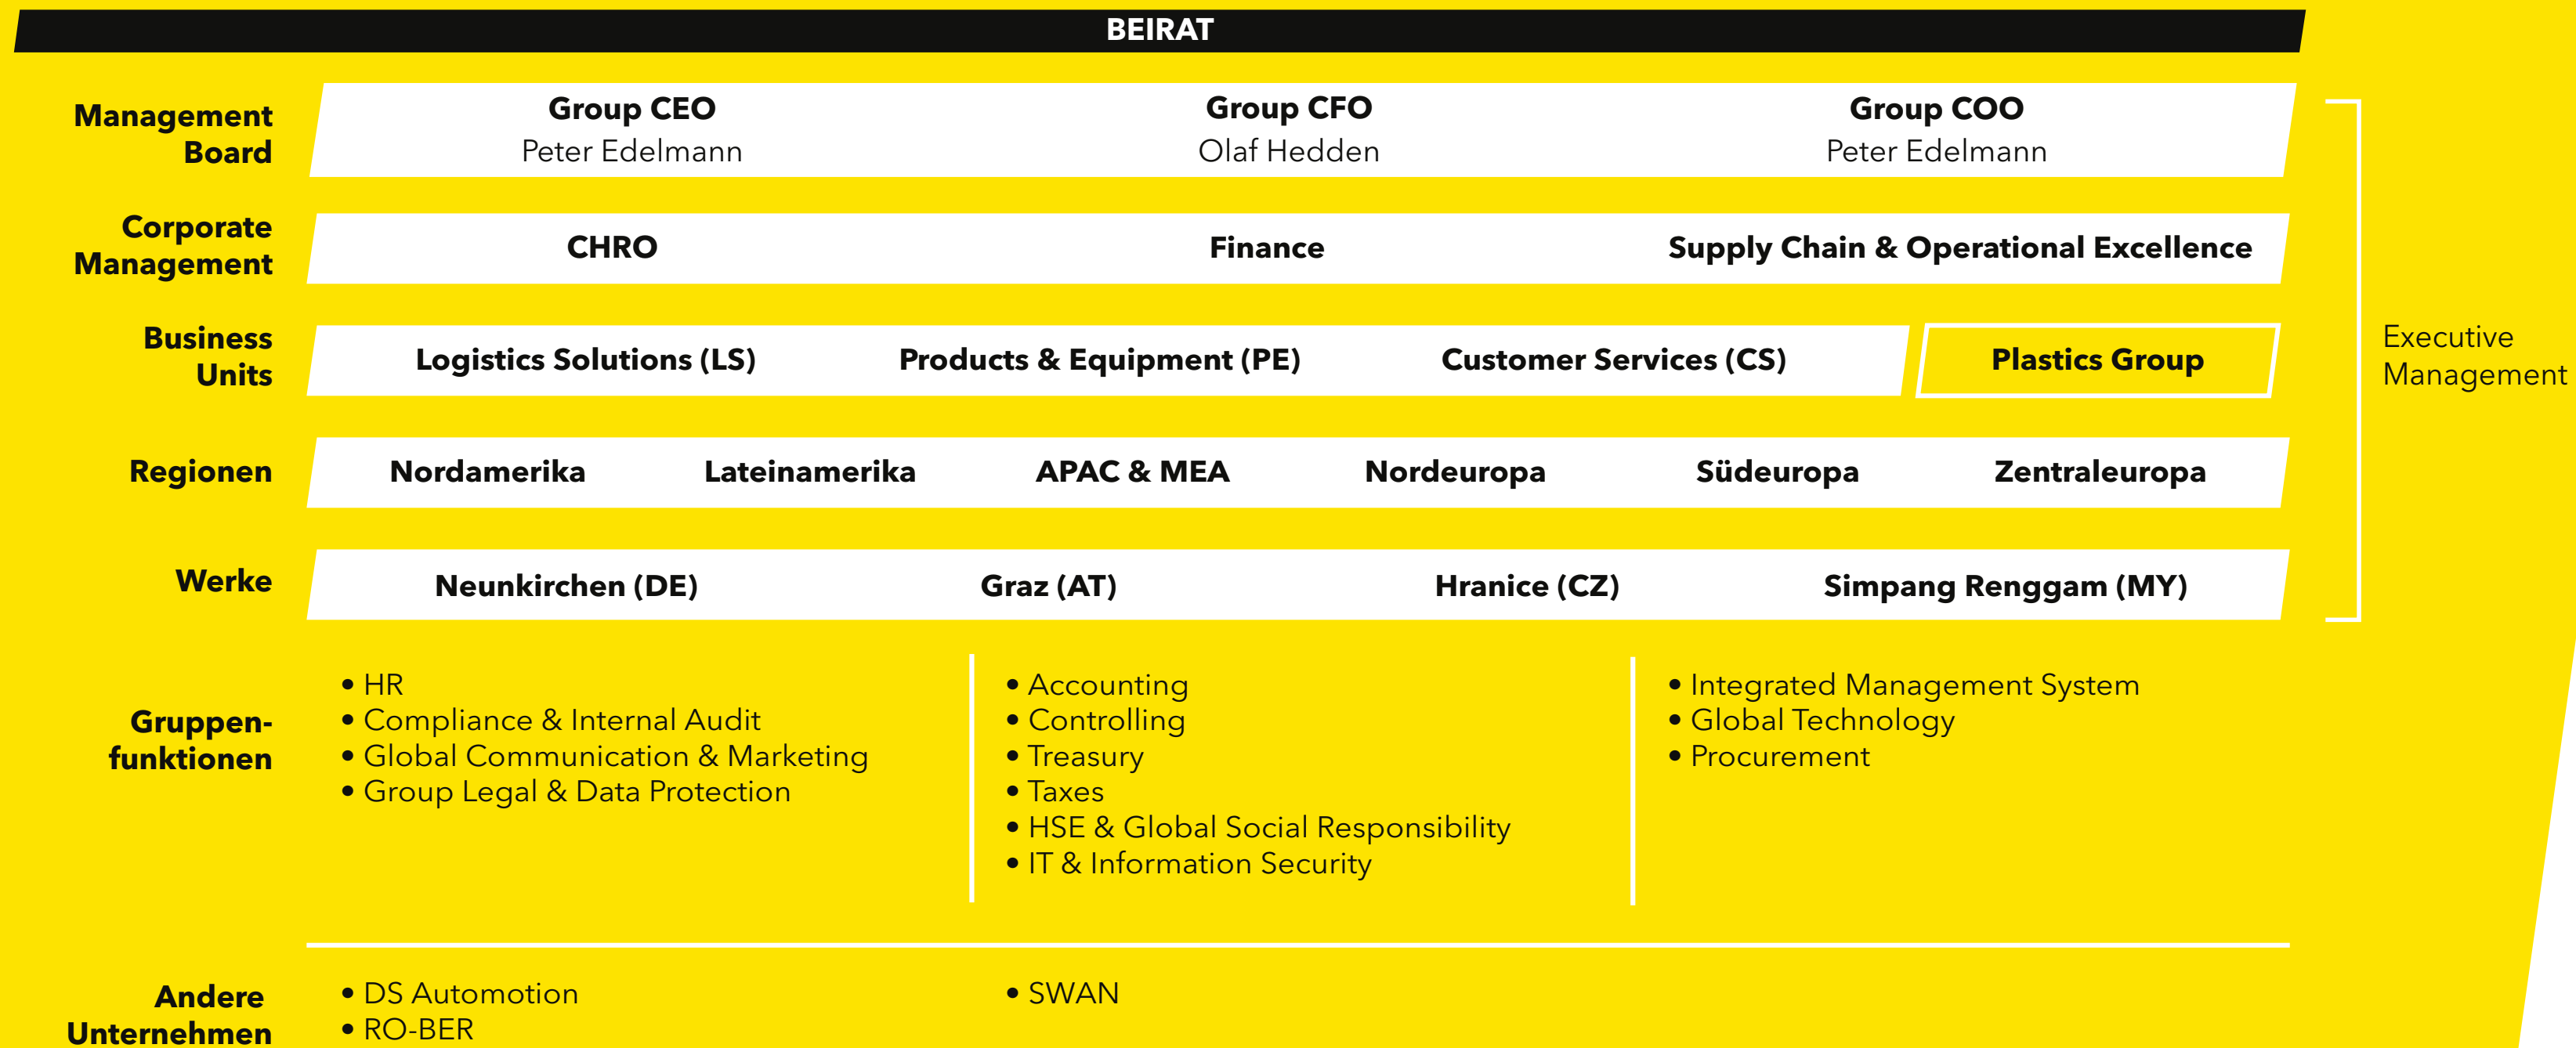 BEIRAT
Management
Board
Group CEO
Peter Edelmann
Group CFO
Olaf Hedden
Group COO
Peter Edelmann
Corporate
Management
CHRO
Finance
Supply Chain & Operational Excellence
Business
Units
Logistics Solutions (LS)
Products & Equipment (PE)
Customer Services (CS)
Plastics Group
Executive
Management
Regionen
Nordamerika
Lateinamerika
APAC & MEA
Nordeuropa
Südeuropa
Zentraleuropa
Werke
Neunkirchen (DE)
Graz (AT)
Hranice (CZ)
Simpang Renggam (MY)
Gruppen-
funktionen
• HR
• Compliance & Internal Audit
• Global Communication & Marketing
• Group Legal & Data Protection
• Accounting
• Controlling
• Treasury
• Taxes
• HSE & Global Social Responsibility
• IT & Information Security
• Integrated Management System
• Global Technology
• Procurement
Andere
Unternehmen
• DS Automotion
• RO-BER
• SWAN